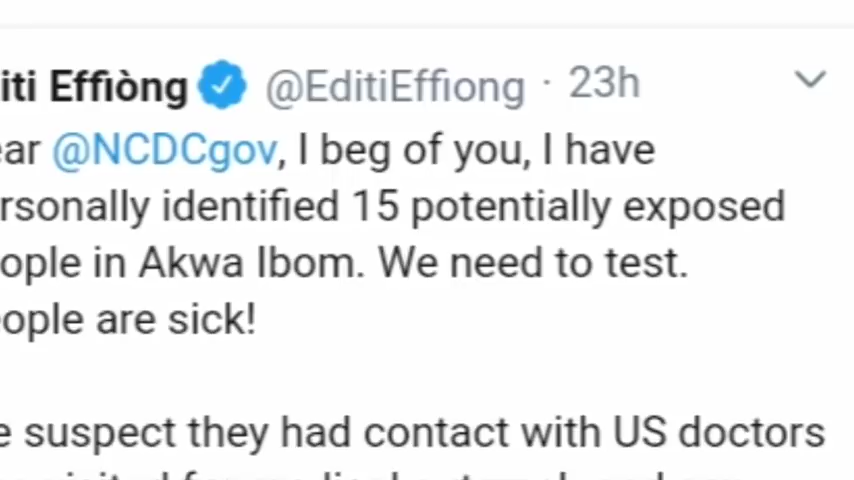 iti Effiòng @EditiEffiong · 23h
ear @NCDCgov, I beg of you, I have
rsonally identified 15 potentially exposed
ople in Akwa Ibom. We need to test.
eople are sick!
e suspect they had contact with US doctors